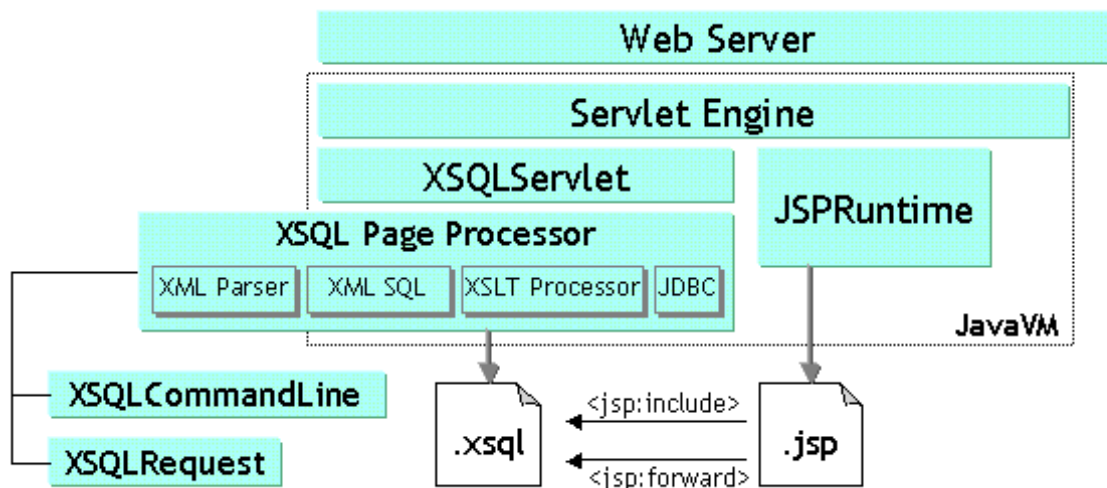 Web Server
Servlet Engine
XSQLServlet
JSPRuntime
XSQL Page Processor
XML Parser
XML SQL
XSLT Processor
JDBC
JavaVM
XSQLCommandLine
XSQLRequest
.xsql
<jsp:include>
<jsp:forward>
.jsp